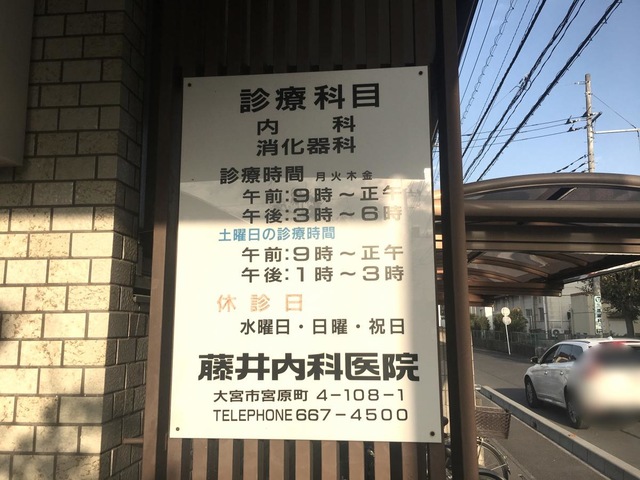 診療科目
内科
消化器科
診療時間 月火木金
午前:9時～正午
午後:3時～6時
土曜日の診療時間
午前:9時～正午
午後:1時～3時
休診日
水曜日・日曜・祝日
藤井内科医院
大宮市宮原町 4-108-1
TELEPHONE 667-4500